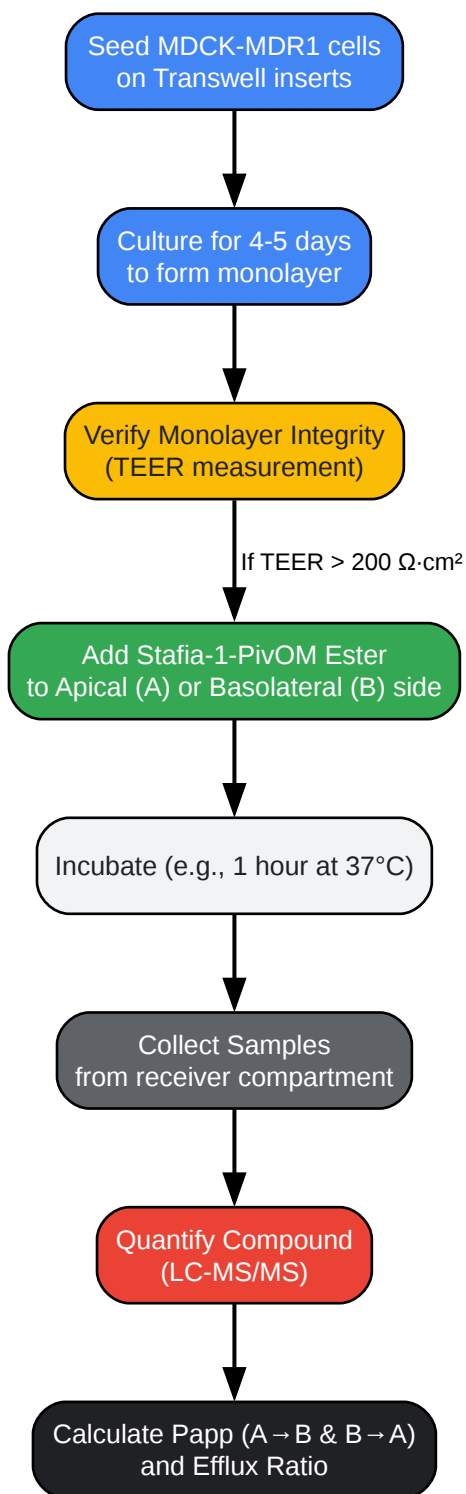 Seed MDCK-MDR1 cells
on Transwell inserts
Culture for 4-5 days
to form monolayer
Verify Monolayer Integrity
(TEER measurement)
If TEER > 200 Ω·cm²
Add Stafia-1-PivOM Ester
to Apical (A) or Basolateral (B) side
Incubate (e.g., 1 hour at 37°C)
Collect Samples
from receiver compartment
Quantify Compound
(LC-MS/MS)
Calculate Papp (A→B & B→A)
and Efflux Ratio